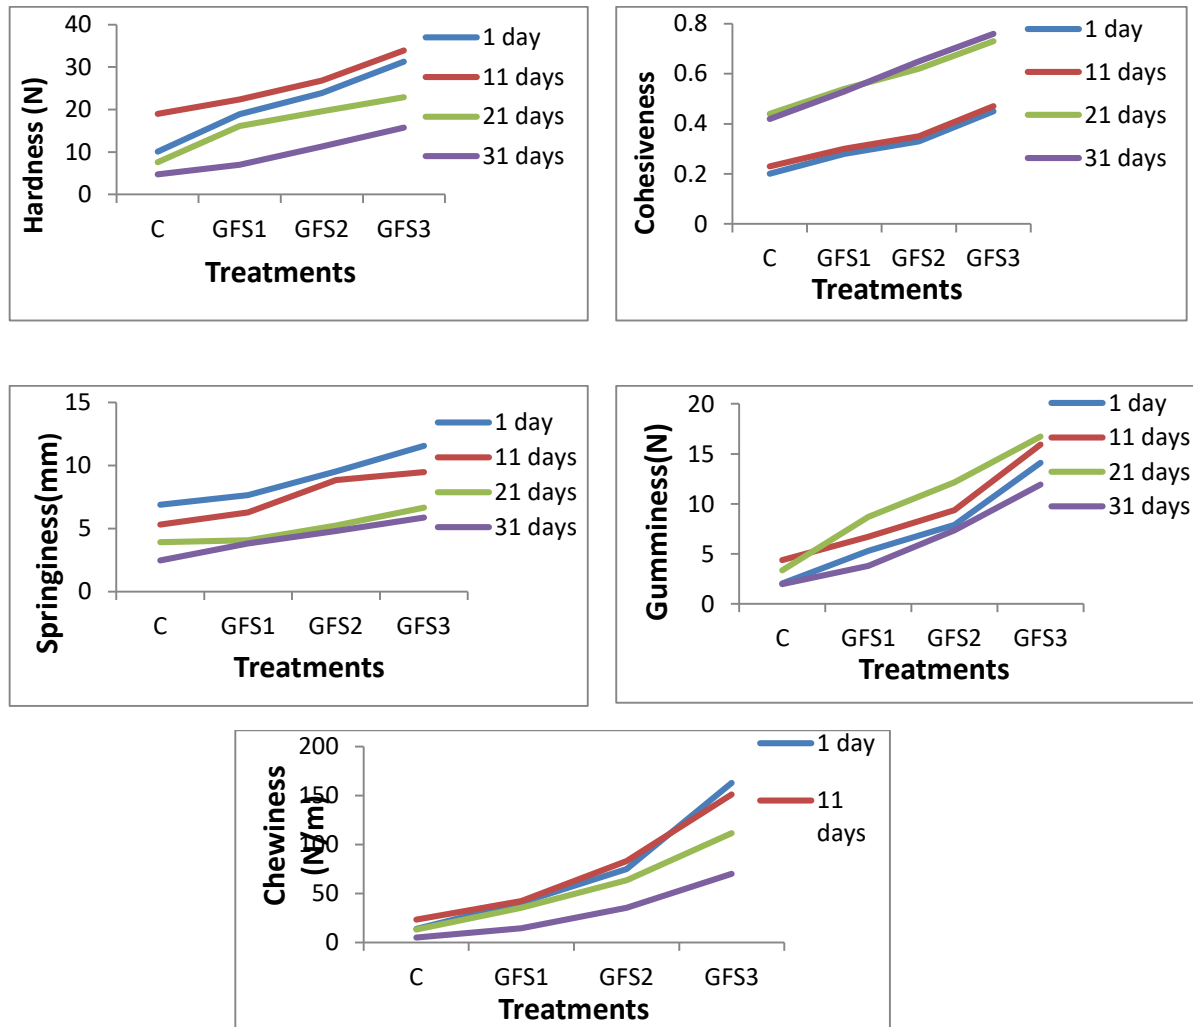 Hardness (N)
40
30
20
10
0
C GFS1 GFS2 GFS3
Treatments
1 day
11 days
21 days
31 days
Cohesiveness
0.8
0.6
0.4
0.2
0
C GFS1 GFS2 GFS3
Treatments
1 day
11 days
21 days
31 days
Springiness(mm)
15
10
5
0
C GFS1 GFS2 GFS3
Treatments
1 day
11 days
21 days
31 days
Gumminess(N)
20
15
10
5
0
C GFS1 GFS2 GFS3
Treatments
1 day
11 days
21 days
31 days
Chewiness
(N/m)
200
150
100
50
0
C GFS1 GFS2 GFS3
Treatments
1 day
11
days